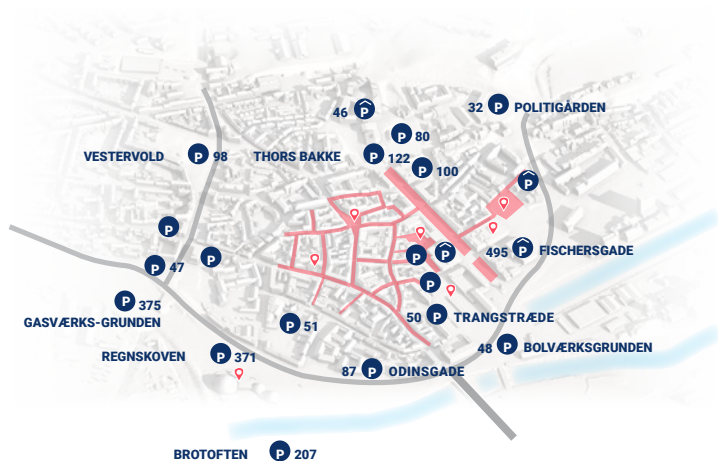 32 P POLITIGÅRDEN
46 P
P 80
VESTERVOLD P 98
THORS BAKKE P 122
P 100
P
P
P
P 47
P
P
495 P FISCHERSGADE
P
P 375
GASVÆRKS-GRUNDEN
P 51
50 P TRANGSTRÆDE
REGNSKOVEN P 371
48 P BOLVÆRKSGRUNDEN
87 P ODINSGADE
BROTOFTEN P 207